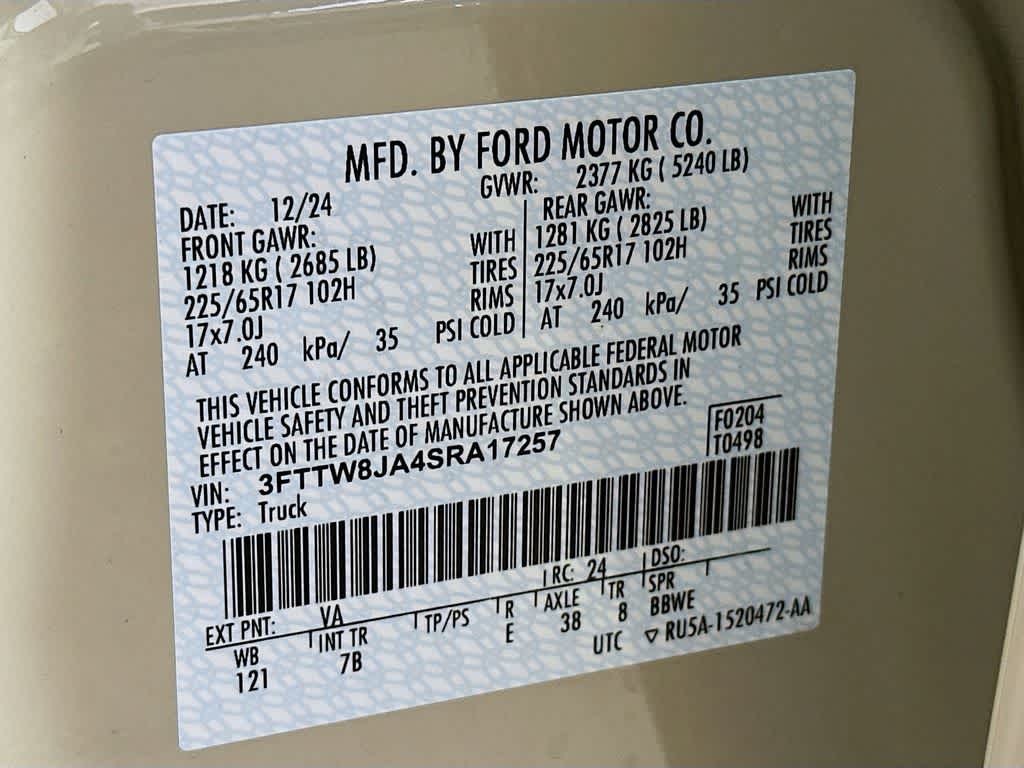 MFD. BY FORD MOTOR CO.
DATE: 12/24
GVWR: 2377 KG ( 5240 LB)
FRONT GAWR:
1218 KG ( 2685 LB) WITH
225/65R17 102H TIRES
17x7.0J RIMS
AT 240 kPa/ 35 PSI COLD
REAR GAWR:
1281 KG ( 2825 LB) WITH
225/65R17 102H TIRES
17x7.0J RIMS
AT 240 kPa/ 35 PSI COLD
THIS VEHICLE CONFORMS TO ALL APPLICABLE FEDERAL MOTOR
VEHICLE SAFETY AND THEFT PREVENTION STANDARDS IN
EFFECT ON THE DATE OF MANUFACTURE SHOWN ABOVE.
F0204
T0498
VIN: 3FTTW8JA4SRA17257
TYPE: Truck
EXT PNT: VA RC: 24 DSO:
WB INT TR TP/PS R AXLE TR SPR
121 7B E 38 8 BBWE
UTC ▽ RU5A-1520472-AA